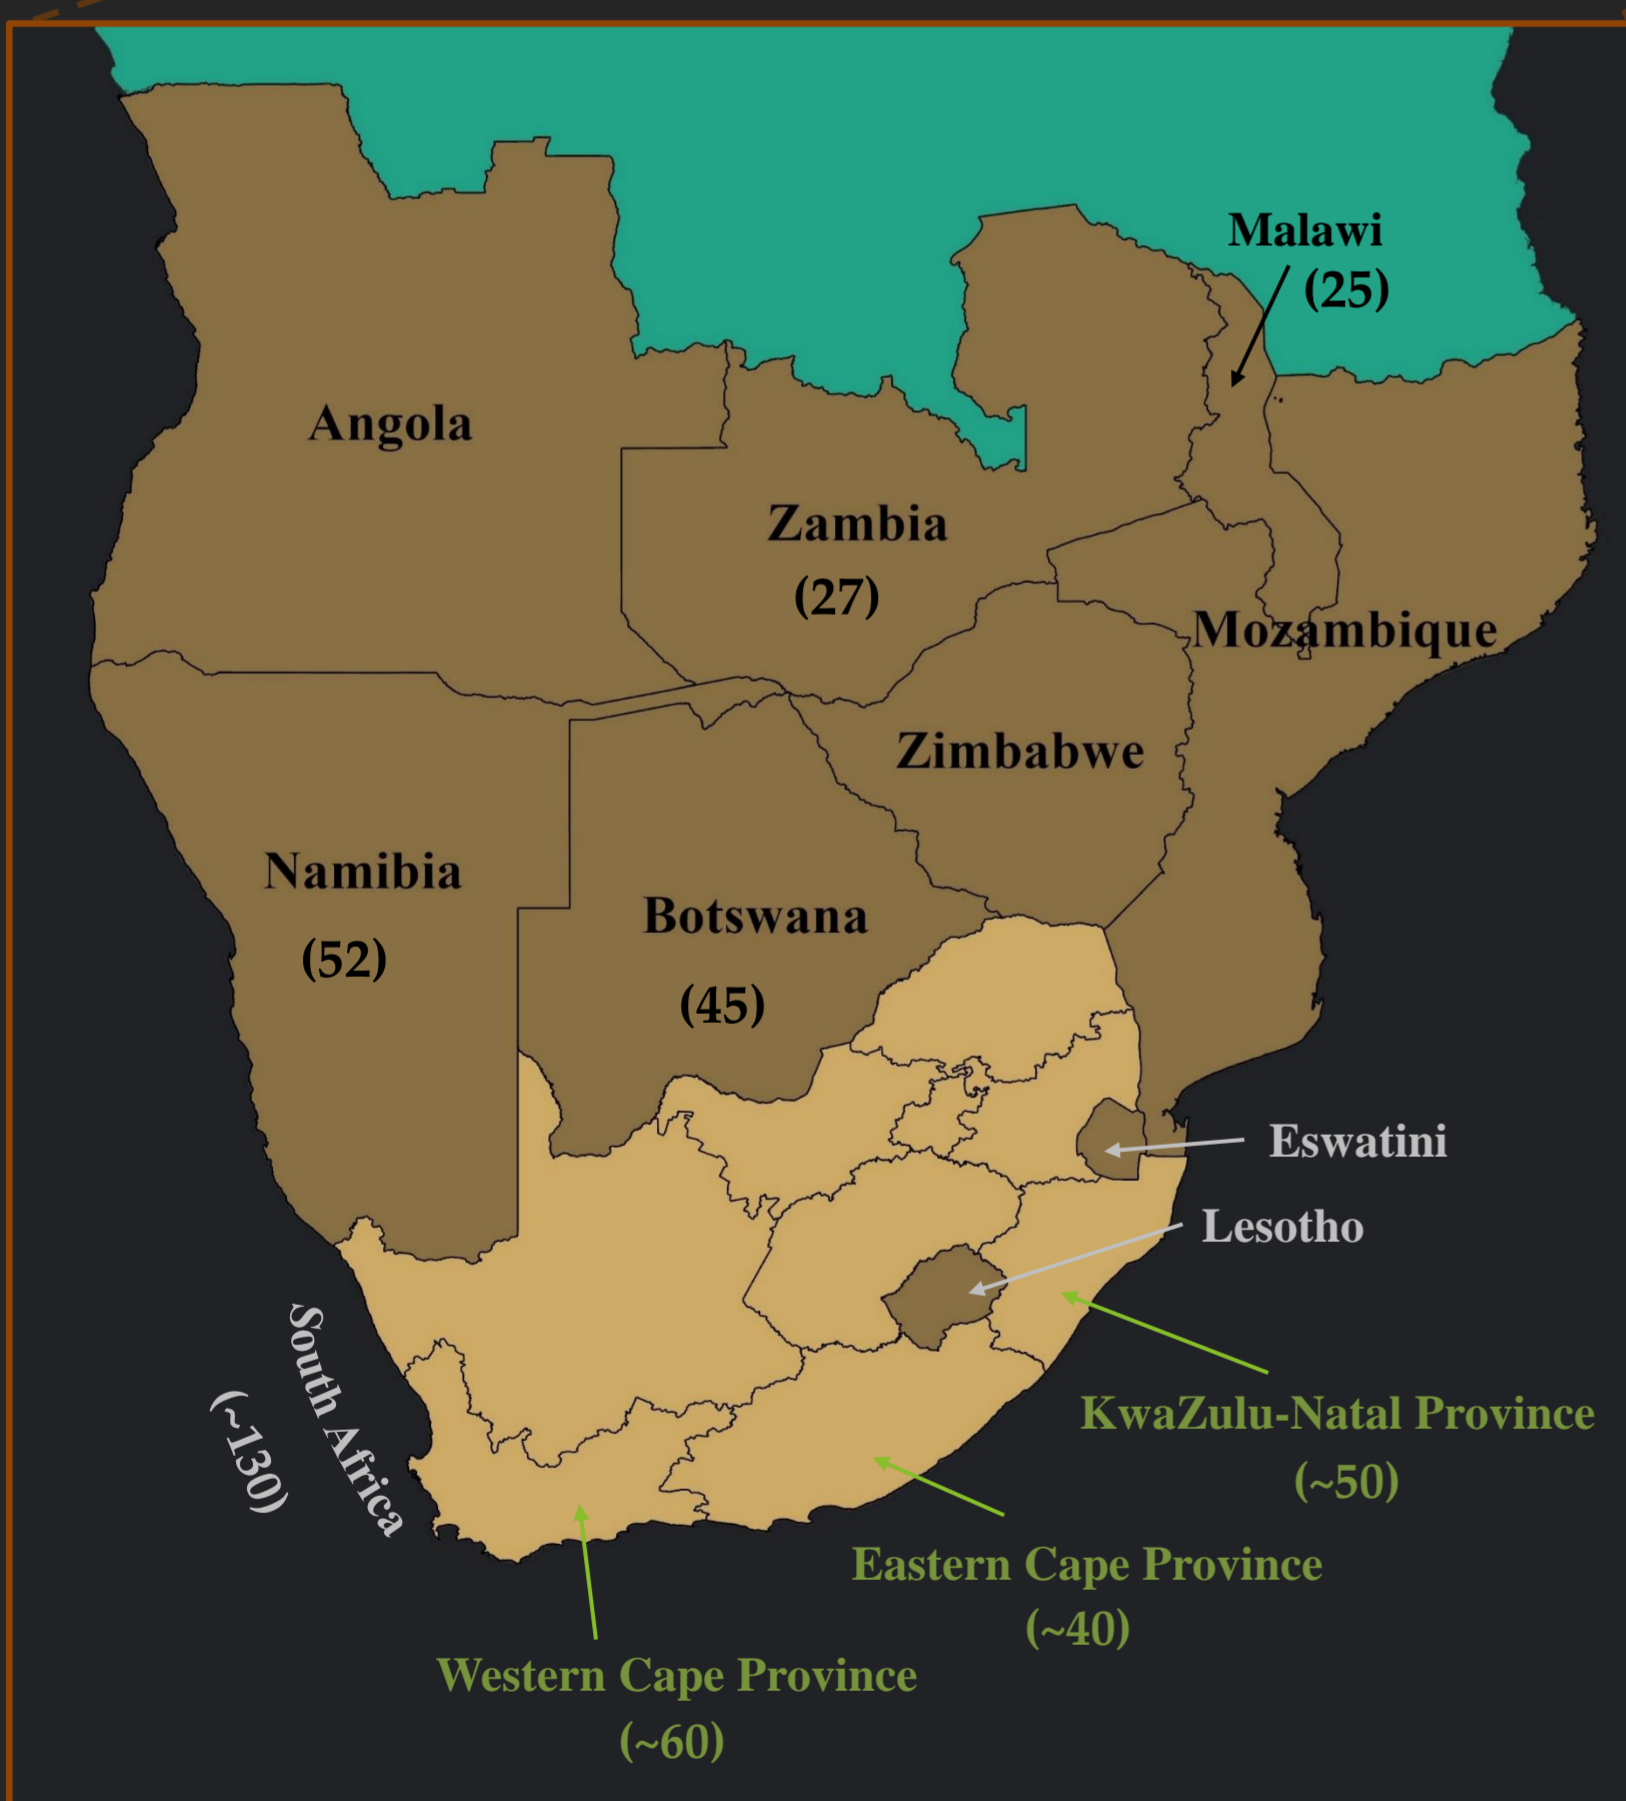 Malawi
(25)
Angola
Zambia
(27)
Mozambique
Zimbabwe
Namibia
(52)
Botswana
(45)
Eswatini
Lesotho
South Africa
(~130)
KwaZulu-Natal Province
(~50)
Eastern Cape Province
(~40)
Western Cape Province
(~60)